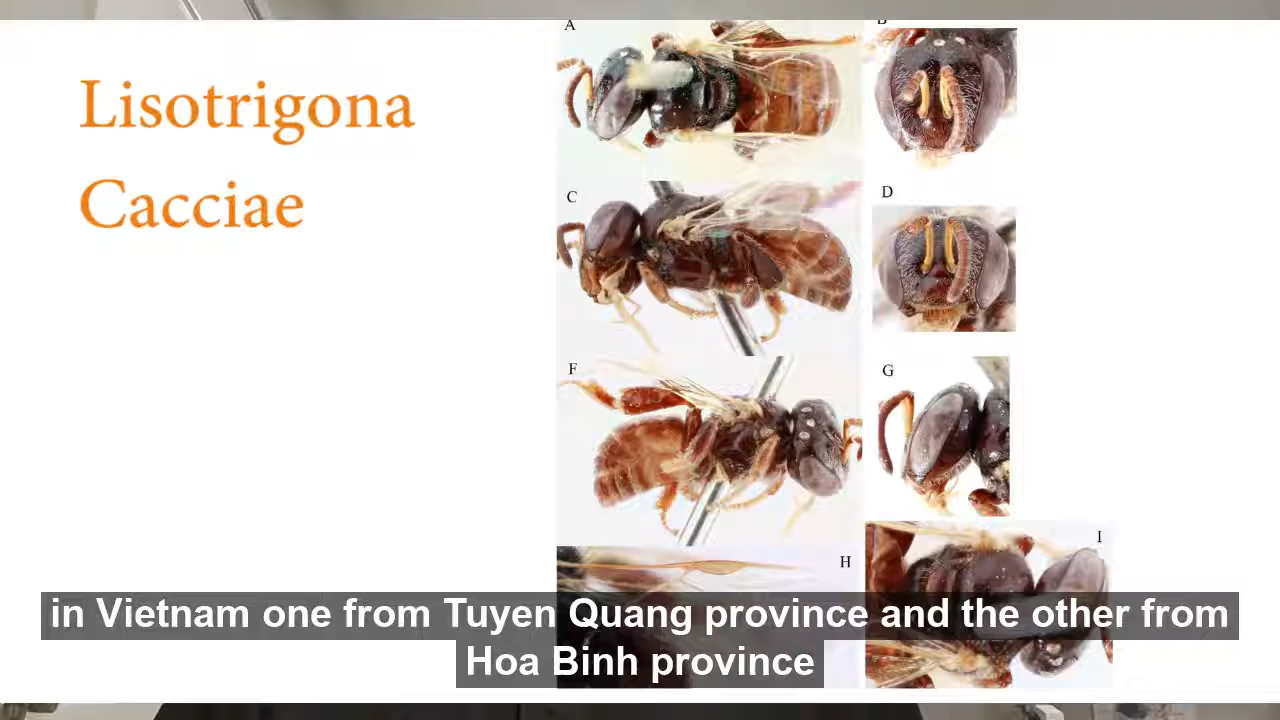 Lisotrigona
Cacciae
A
B
C
D
F
G
H
I
in Vietnam one from Tuyen Quang province and the other from
Hoa Binh province